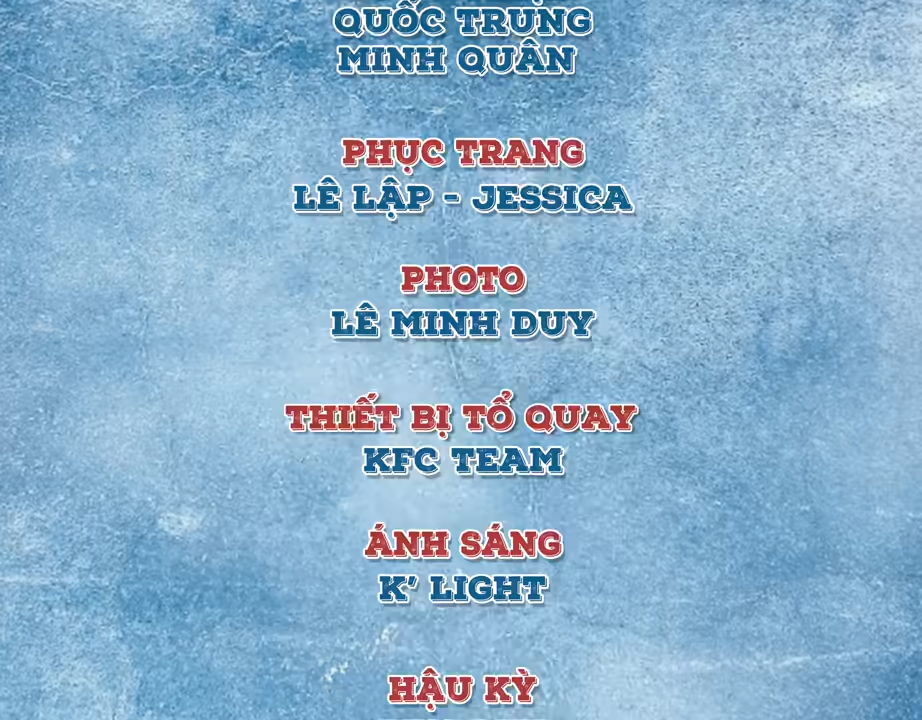 QUỐC TRUNG
MINH QUÂN
PHỤC TRANG
LÊ LẬP - JESSICA
PHOTO
LÊ MINH DUY
THIẾT BỊ TỔ QUAY
KFC TEAM
ÁNH SÁNG
K' LIGHT
HẬU KỲ